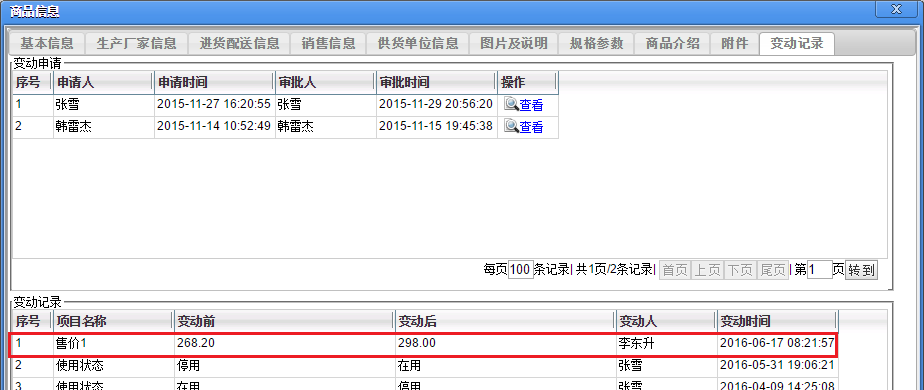 商品信息
基本信息 生产厂家信息 进货配送信息 销售信息 供货单位信息 图片及说明 规格参数 商品介绍 附件 变动记录
变动申请
序号 申请人 申请时间 审批人 审批时间 操作
1 张雪 2015-11-27 16:20:55 张雪 2015-11-29 20:56:20 查看
2 韩雷杰 2015-11-14 10:52:49 韩雷杰 2015-11-15 19:45:38 查看
每页100条记录| 共1页/2条记录| 首页 上页 下页 尾页 | 第1页 转到
变动记录
序号 项目名称 变动前 变动后 变动人 变动时间
1 售价1 268.20 298.00 李东升 2016-06-17 08:21:57
2 使用状态 停用 在用 张雪 2016-05-31 19:06:21
3 使用状态 在用 停用 张雪 2016-04-09 14:25:08